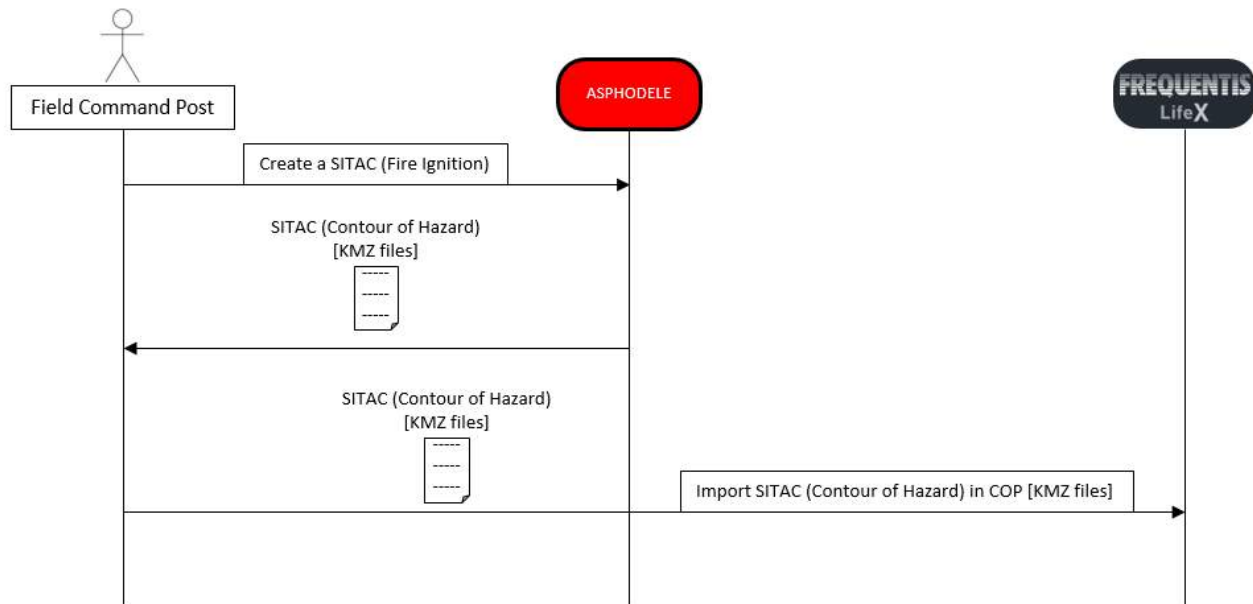 Field Command Post
ASPHODELE
FREQUENTIS
LifeX
Create a SITAC (Fire Ignition)
SITAC (Contour of Hazard)
[KMZ files]
-----
-----
-----
SITAC (Contour of Hazard)
[KMZ files]
-----
-----
-----
Import SITAC (Contour of Hazard) in COP [KMZ files]